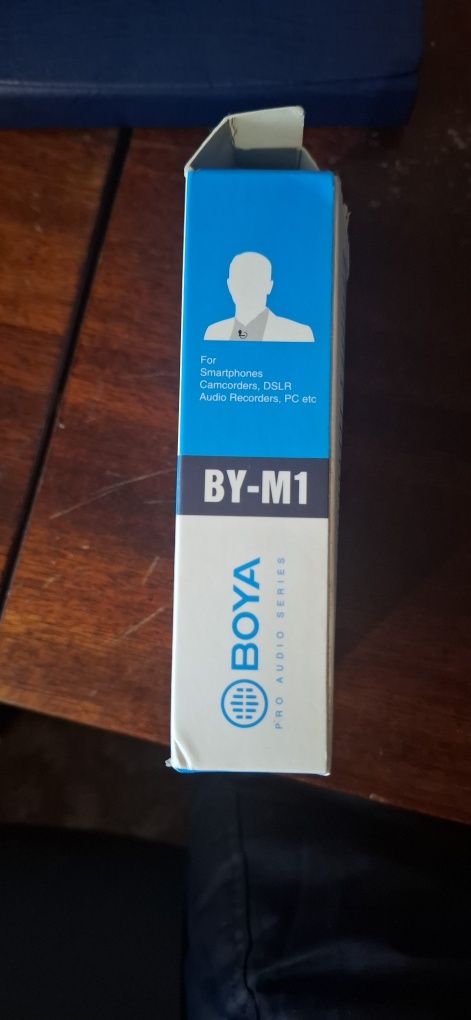 For
Smartphones
Camcorders, DSLR
Audio Recorders, PC etc
BY-M1
BOYA
PRO AUDIO SERIES